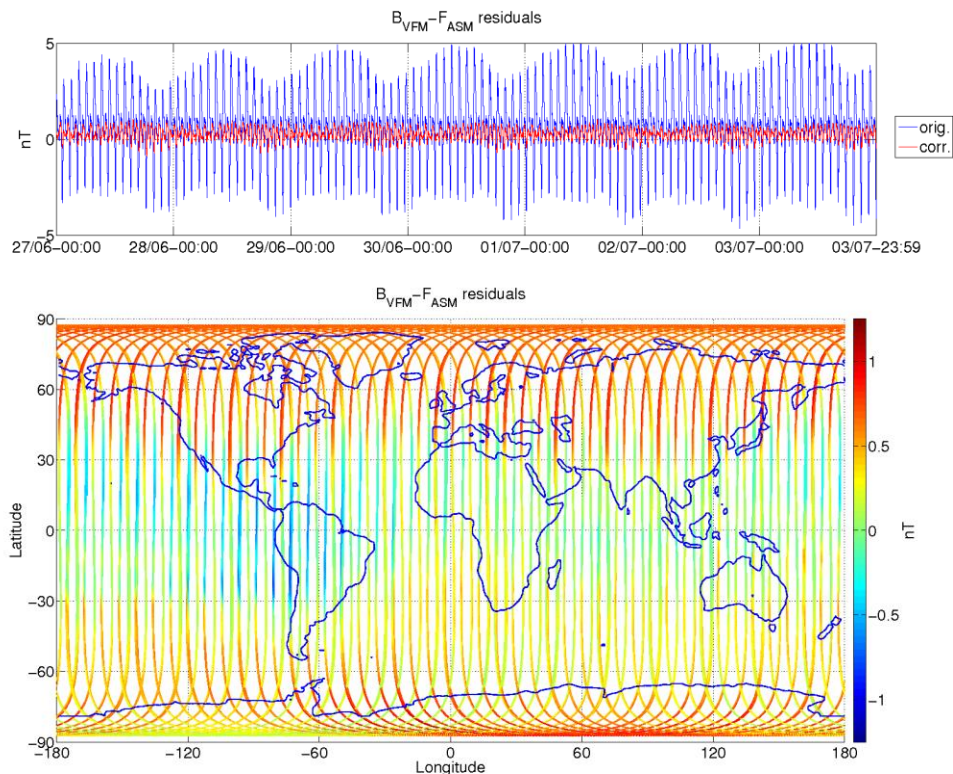 B_VFM−F_ASM residuals
5
0
−5
nT
27/06−00:00 28/06−00:00 29/06−00:00 30/06−00:00 01/07−00:00 02/07−00:00 03/07−00:00 03/07−23:59
orig.
corr.
B_VFM−F_ASM residuals
90
60
30
0
−30
−60
−90
Latitude
−180 −120 −60 0 60 120 180
Longitude
1
0.5
0
−0.5
−1
nT